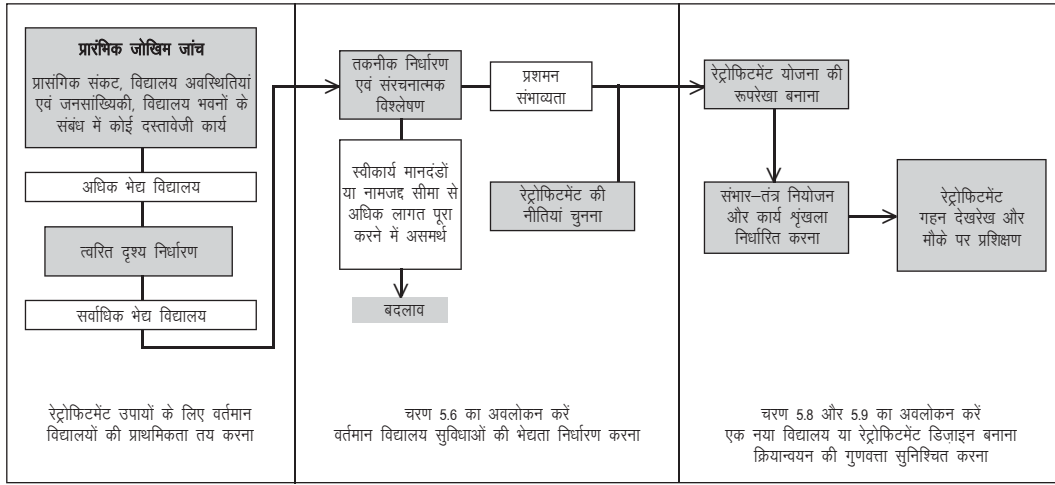 प्रारंभिक जोखिम जांच
प्रासंगिक संकट, विद्यालय अवस्थितियां
एवं जनसांख्यिकी, विद्यालय भवनों के
संबंध में कोई दस्तावेजी कार्य
अधिक भेद्य विद्यालय
त्वरित दृश्य निर्धारण
सर्वाधिक भेद्य विद्यालय
रेट्रोफिटमेंट उपायों के लिए वर्तमान
विद्यालयों की प्राथमिकता तय करना
तकनीक निर्धारण
एवं संरचनात्मक
विश्लेषण
प्रशमन
संभाव्यता
स्वीकार्य मानदंडों
या नामजद्द सीमा से
अधिक लागत पूरा
करने में असमर्थ
रेट्रोफिटमेंट की
नीतियां चुनना
बदलाव
चरण 5.6 का अवलोकन करें
वर्तमान विद्यालय सुविधाओं की भेद्यता निर्धारण करना
रेट्रोफिटमेंट योजना की
रूपरेखा बनाना
संभार–तंत्र नियोजन
और कार्य शृंखला
निर्धारित करना
रेट्रोफिटमेंट
गहन देखरेख और
मौके पर प्रशिक्षण
चरण 5.8 और 5.9 का अवलोकन करें
एक नया विद्यालय या रेट्रोफिटमेंट डिज़ाइन बनाना
क्रियान्वयन की गुणवत्ता सुनिश्चित करना